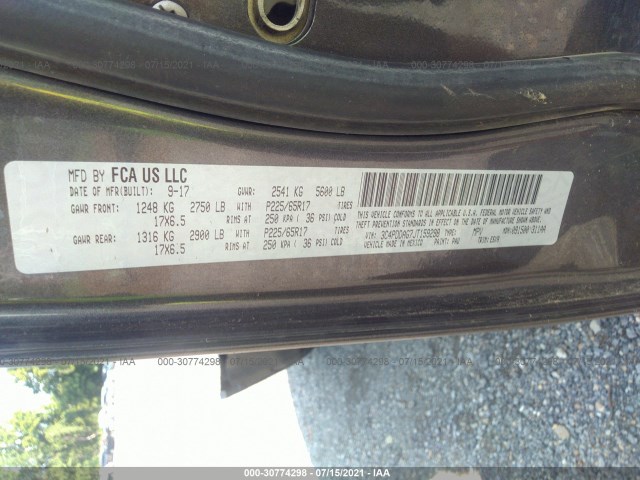 000-30774298 - 07/15/2021 - IAA
MFD BY FCA US LLC
DATE OF MFR(BUILT): 9-17 GVWR: 2541 KG 5600 LB
GAWR FRONT: 1248 KG 2750 LB WITH P225/65R17 TIRES
17X6.5 RIMS AT 250 KPA ( 36 PSI) COLD
GAWR REAR: 1316 KG 2900 LB WITH P225/65R17 TIRES
17X6.5 RIMS AT 250 KPA ( 36 PSI) COLD
THIS VEHICLE CONFORMS TO ALL APPLICABLE U.S.A. FEDERAL MOTOR VEHICLE SAFETY AND
THEFT PREVENTION STANDARDS IN EFFECT ON THE DATE OF MANUFACTURE SHOWN ABOVE.
VIN: TYPE: MPV MDH:
VEHICLE MADE IN MEXICO PAINT: PAU TRIM:
000-30774298 - 07/15/2021 - IAA
000-30774298 - 07/15/2021 - IAA